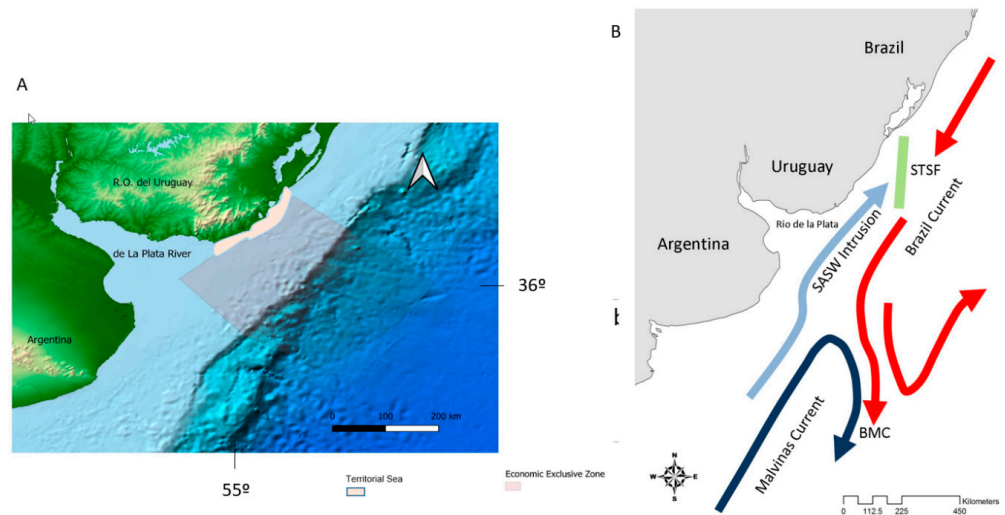 A
R.O. del Uruguay
de La Plata River
Argentina
36º
0 100 200 km
55º
Territorial Sea
Economic Exclusive Zone
B
Brazil
Uruguay
STSF
Rio de la Plata
Argentina
SASW Intrusion
Brazil Current
Malvinas Current
BMC
N
W E
S
Kilometers
0 112.5 225 450